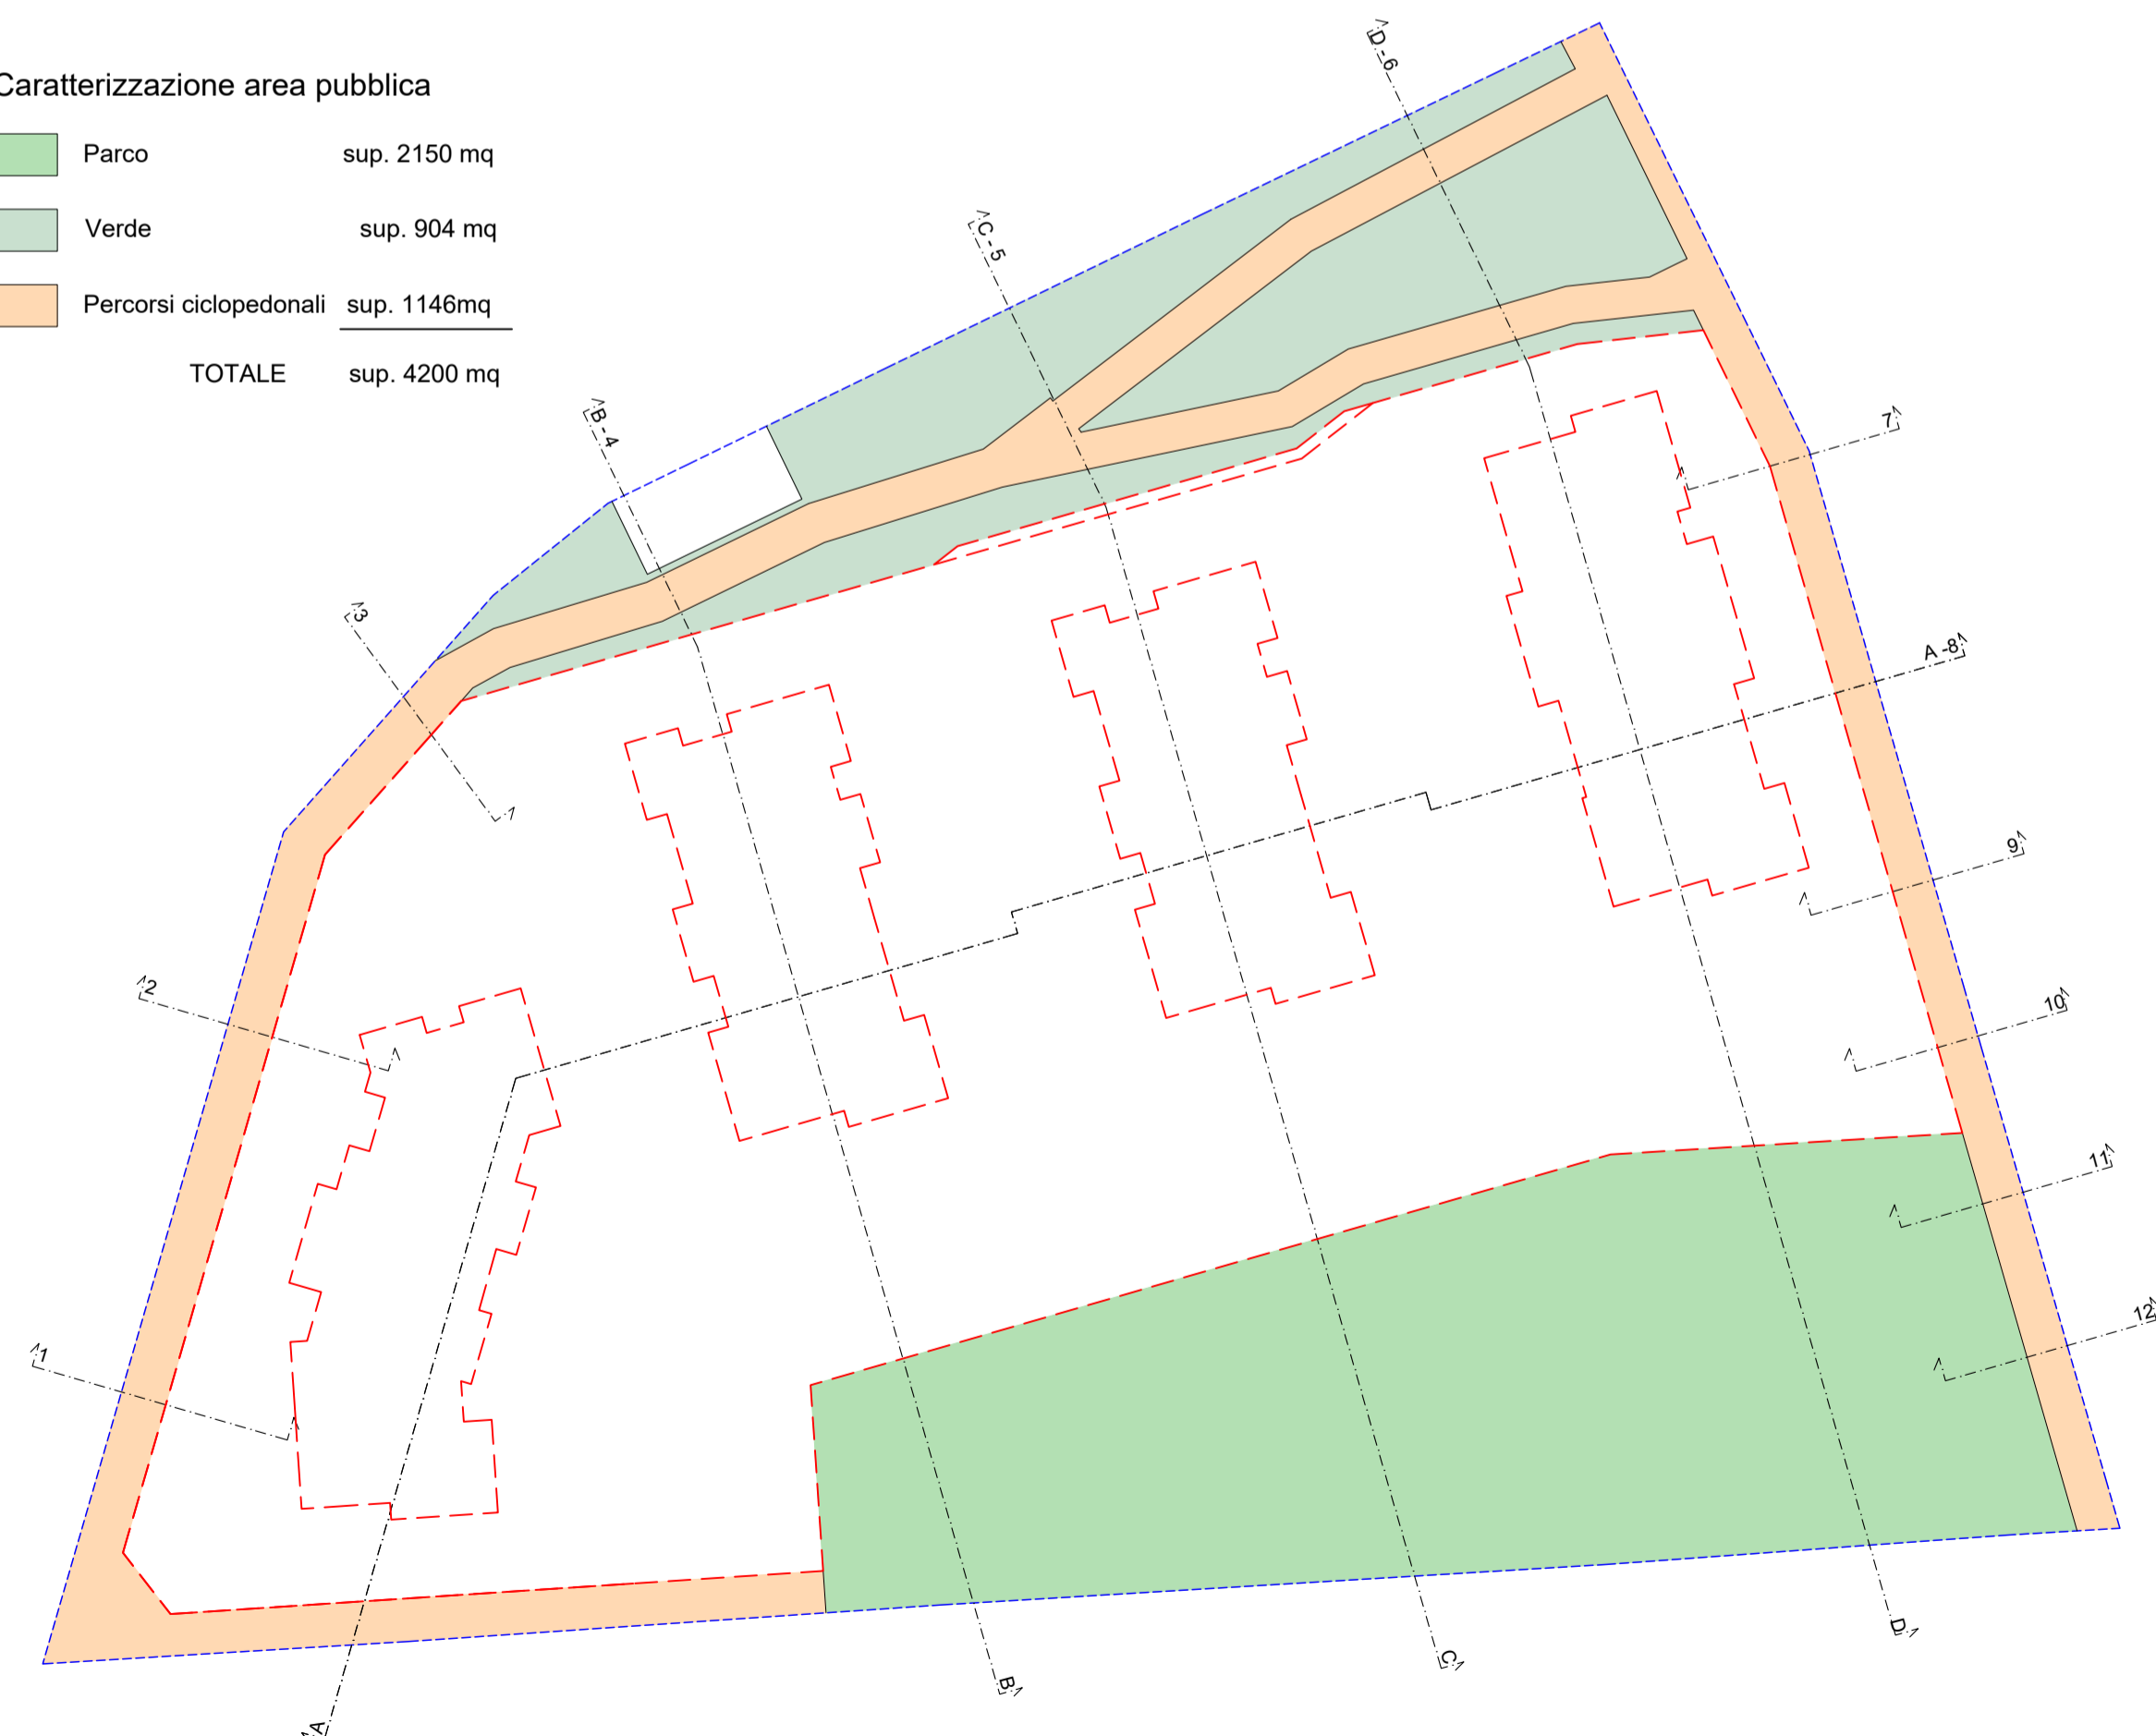 Caratterizzazione area pubblica
Parco sup. 2150 mq
Verde sup. 904 mq
Percorsi ciclopedonali sup. 1146mq
TOTALE sup. 4200 mq
D - 6
C - 5
B - 4
3
2
1
7
A -8
9
10
11
12
A
B
C
D